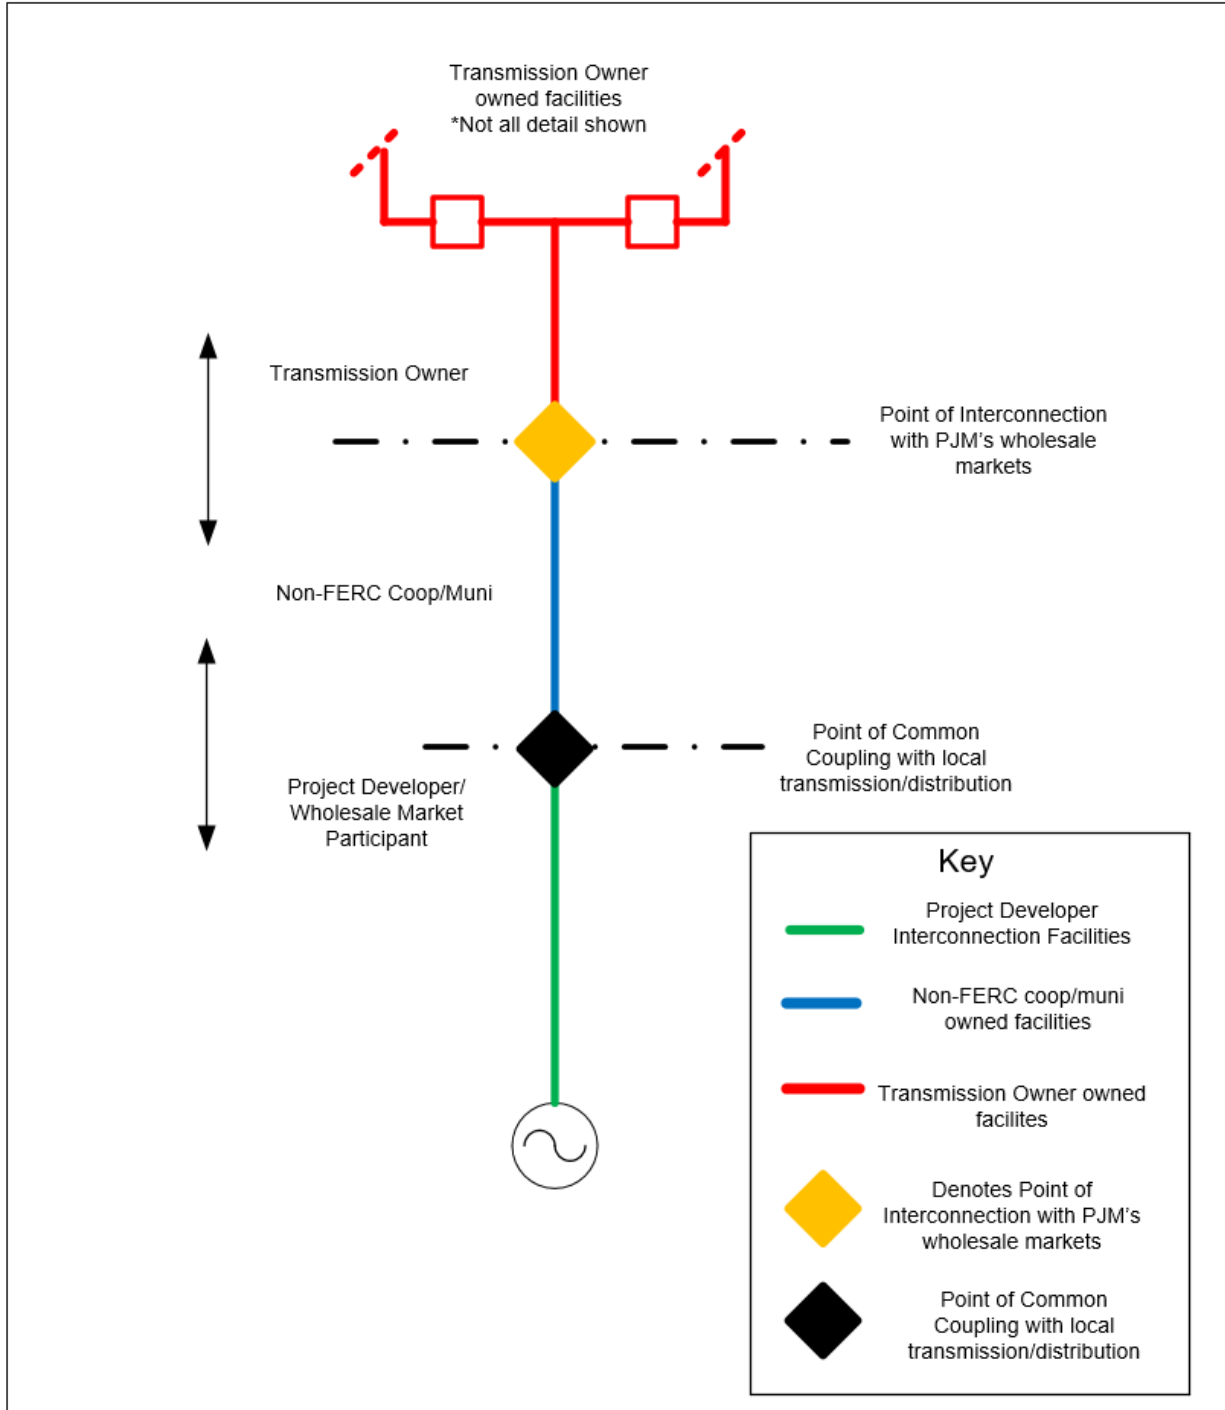 Transmission Owner
owned facilities
*Not all detail shown
Transmission Owner
Point of Interconnection
with PJM's wholesale
markets
Non-FERC Coop/Muni
Point of Common
Coupling with local
transmission/distribution
Project Developer/
Wholesale Market
Participant
Key
Project Developer
Interconnection Facilities
Non-FERC coop/muni
owned facilities
Transmission Owner owned
facilites
Denotes Point of
Interconnection with PJM's
wholesale markets
Point of Common
Coupling with local
transmission/distribution